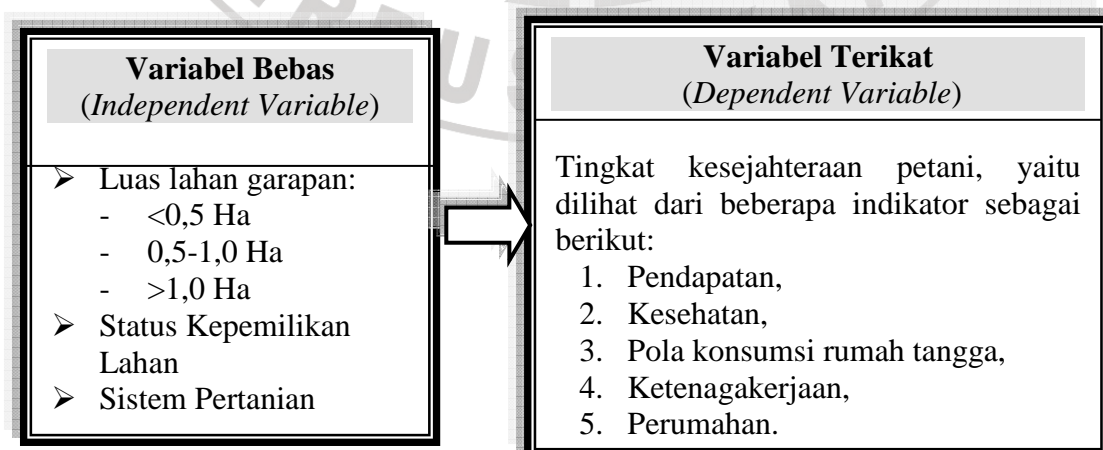 Variabel Bebas
(Independent Variable)
➢ Luas lahan garapan:
- <0,5 Ha
- 0,5-1,0 Ha
- >1,0 Ha
➢ Status Kepemilikan
Lahan
➢ Sistem Pertanian
Variabel Terikat
(Dependent Variable)
Tingkat kesejahteraan petani, yaitu
dilihat dari beberapa indikator sebagai
berikut:
1. Pendapatan,
2. Kesehatan,
3. Pola konsumsi rumah tangga,
4. Ketenagakerjaan,
5. Perumahan.